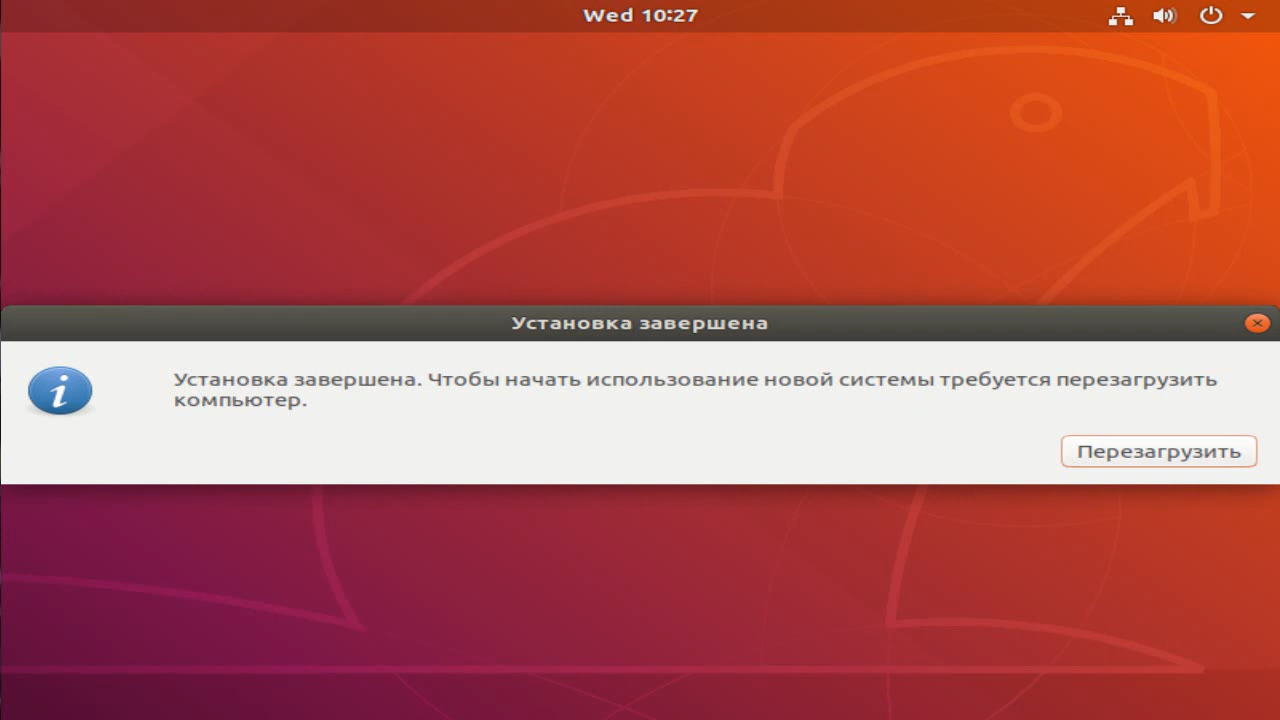 Wed 10:27
Установка завершена
Установка завершена. Чтобы начать использование новой системы требуется перезагрузить
компьютер.
Перезагрузить